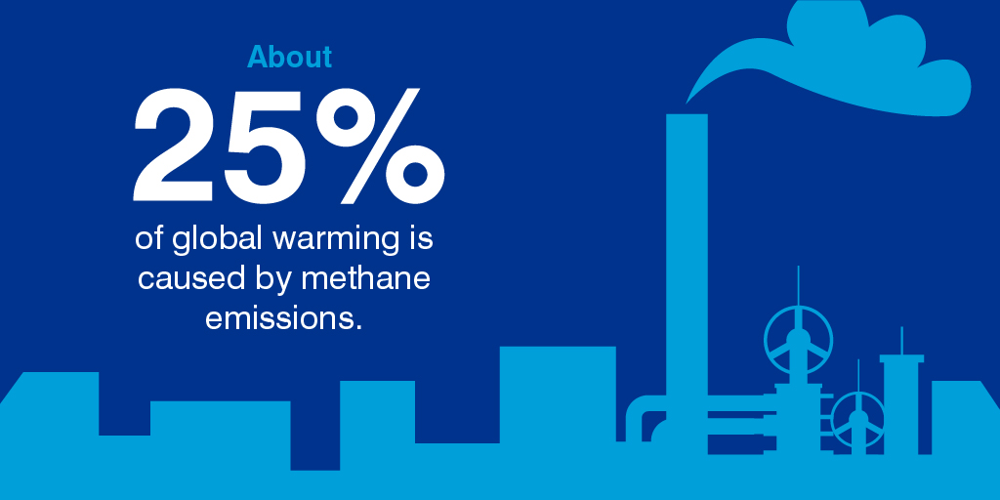 About
25%
of global warming is
caused by methane
emissions.